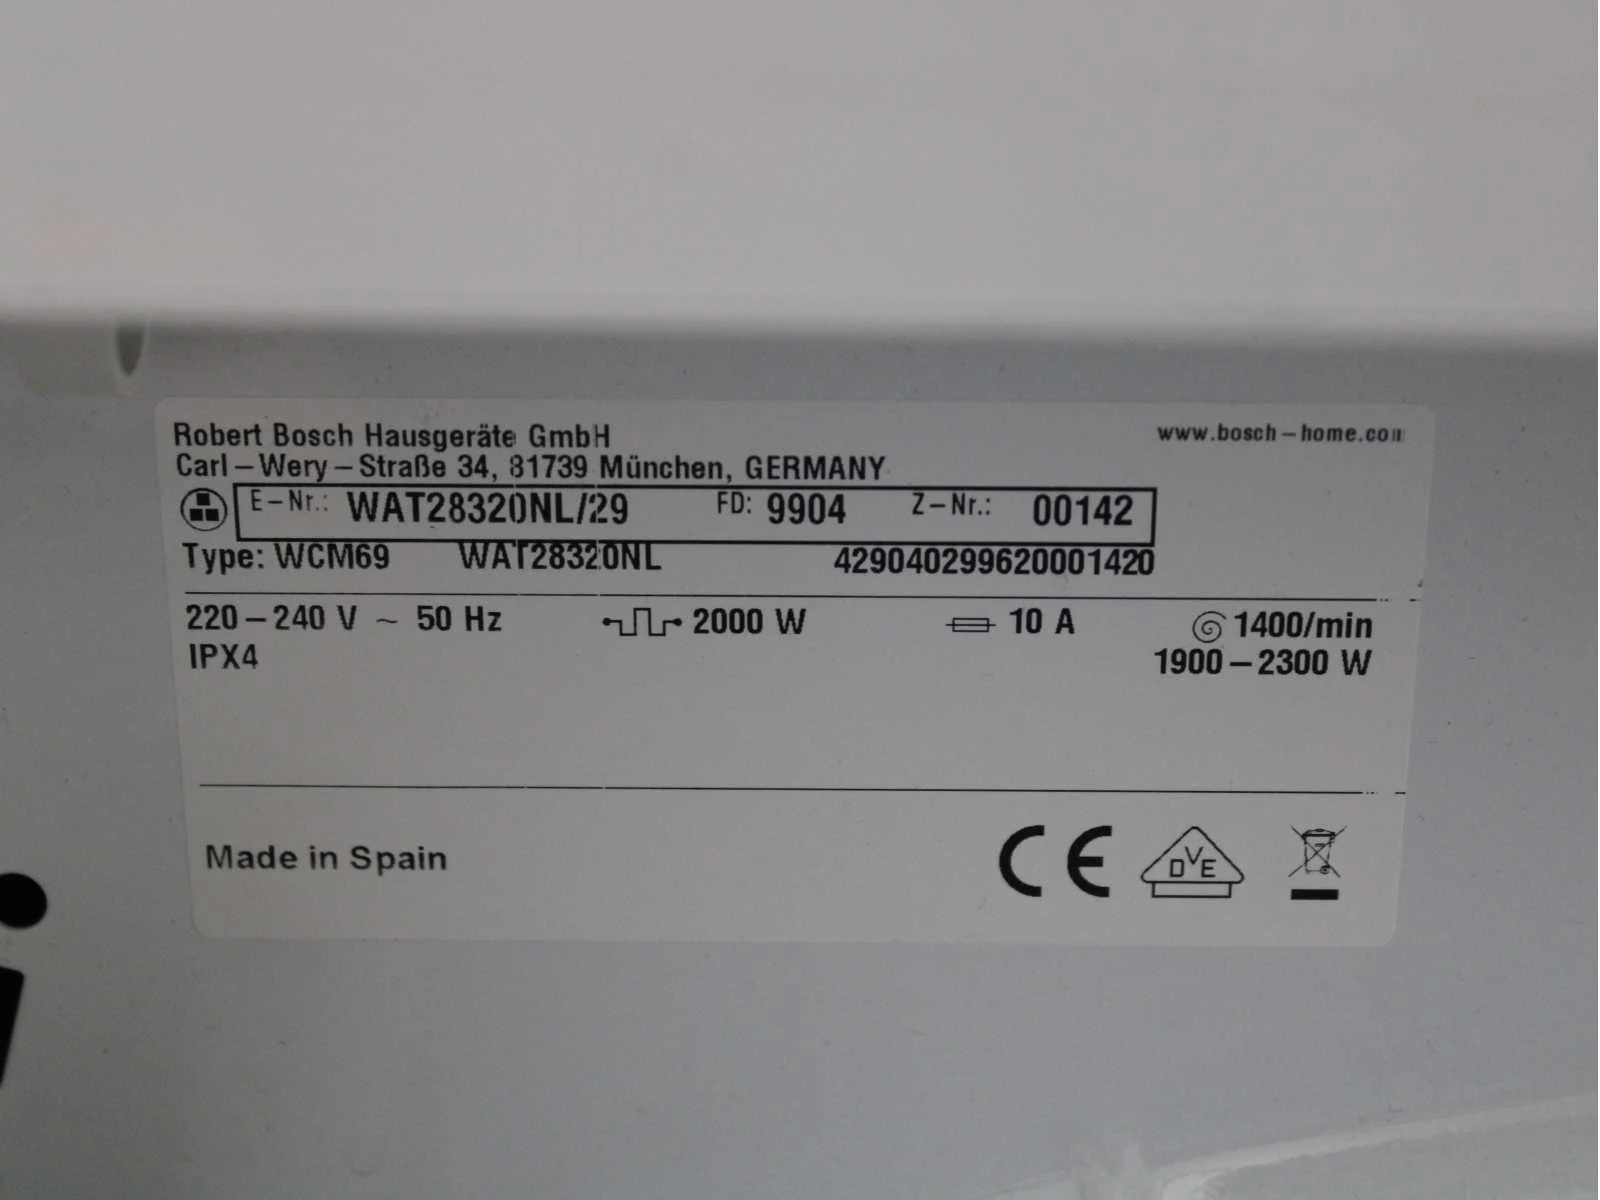 Robert Bosch Hausgeräte GmbH
www.bosch-home.com
Carl-Wery-Straße 34, 81739 München, GERMANY
E-Nr.: WAT28320NL/29 FD: 9904 Z-Nr.: 00142
Type: WCM69 WAT28320NL 429040299620001420
220-240 V ~ 50 Hz 2000 W 10 A 1400/min
IPX4 1900-2300 W
Made in Spain CE DVE